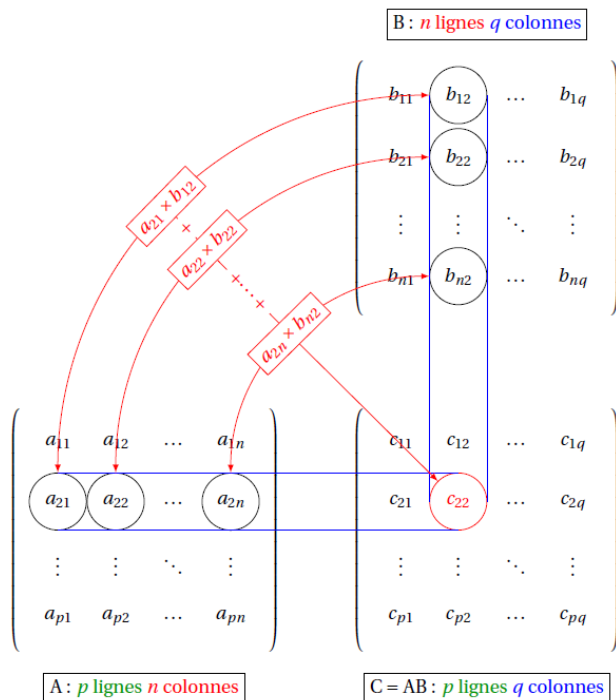 B : n lignes q colonnes
b₁₁ b₁₂ … b₁q
b₂₁ b₂₂ … b₂q
⋮ ⋮ ⋱ ⋮
bₙ₁ bₙ₂ … bₙq
a₂₁ × b₁₂
+
a₂₂ × b₂₂
+ … +
a₂ₙ × bₙ₂
a₁₁ a₁₂ … a₁ₙ
a₂₁ a₂₂ … a₂ₙ
⋮ ⋮ ⋱ ⋮
aₚ₁ aₚ₂ … aₚₙ
c₁₁ c₁₂ … c₁q
c₂₁ c₂₂ … c₂q
⋮ ⋮ ⋱ ⋮
cₚ₁ cₚ₂ … cₚq
A : p lignes n colonnes
C = AB : p lignes q colonnes